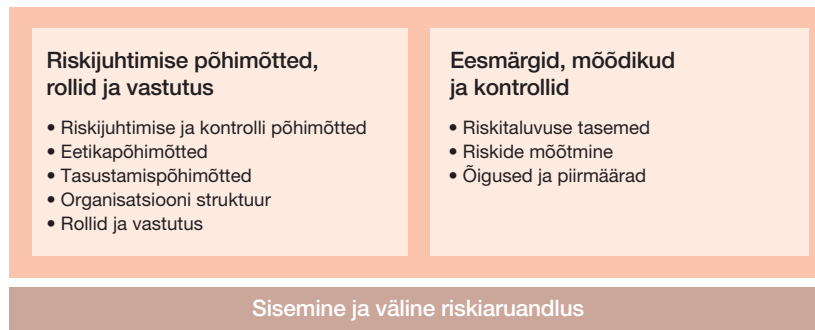 Riskijuhtimise põhimõtted,
rollid ja vastutus
• Riskijuhtimise ja kontrolli põhimõtted
• Eetikapõhimõtted
• Tasustamispõhimõtted
• Organisatsiooni struktuur
• Rollid ja vastutus
Eesmärgid, mõõdikud
ja kontrollid
• Riskitaluvuse tasemed
• Riskide mõõtmine
• Õigused ja piirmäärad
Sisemine ja väline riskiaruandlus